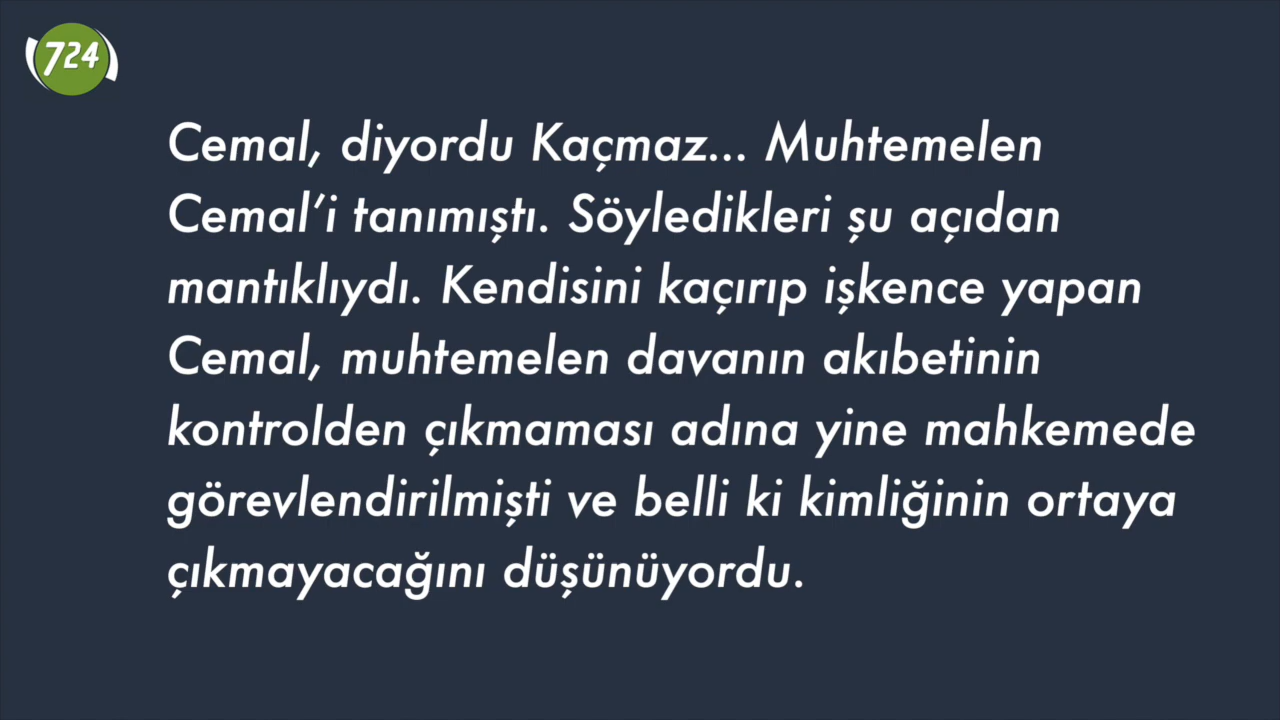 724
Cemal, diyordu Kaçmaz... Muhtemelen
Cemal’i tanımıştı. Söyledikleri şu açıdan
mantıklıydı. Kendisini kaçırıp işkence yapan
Cemal, muhtemelen davanın akıbetinin
kontrolden çıkmaması adına yine mahkemede
görevlendirilmişti ve belli ki kimliğinin ortaya
çıkmayacağını düşünüyordu.